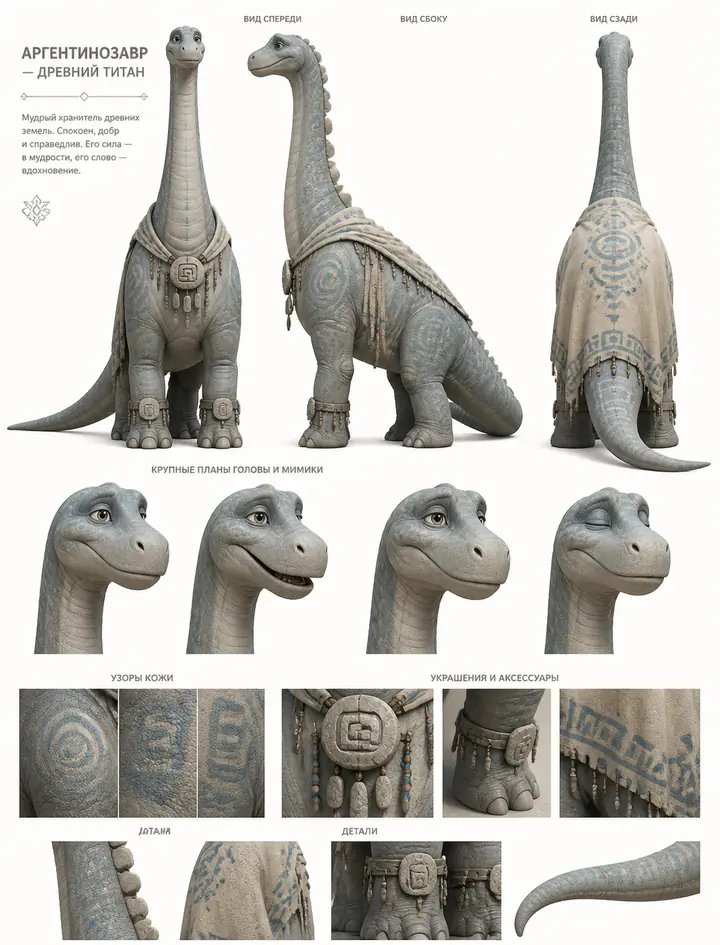 ВИД СПЕРЕДИ
ВИД СБОКУ
ВИД СЗАДИ
АРГЕНТИНОЗАВР
— ДРЕВНИЙ ТИТАН
Мудрый хранитель древних
земель. Спокоен, добр
и справедлив. Его сила —
в мудрости, его слово —
вдохновение.
КРУПНЫЕ ПЛАНЫ ГОЛОВЫ И МИМИКИ
УЗОРЫ КОЖИ
УКРАШЕНИЯ И АКСЕССУАРЫ
ДЕТАЛИ